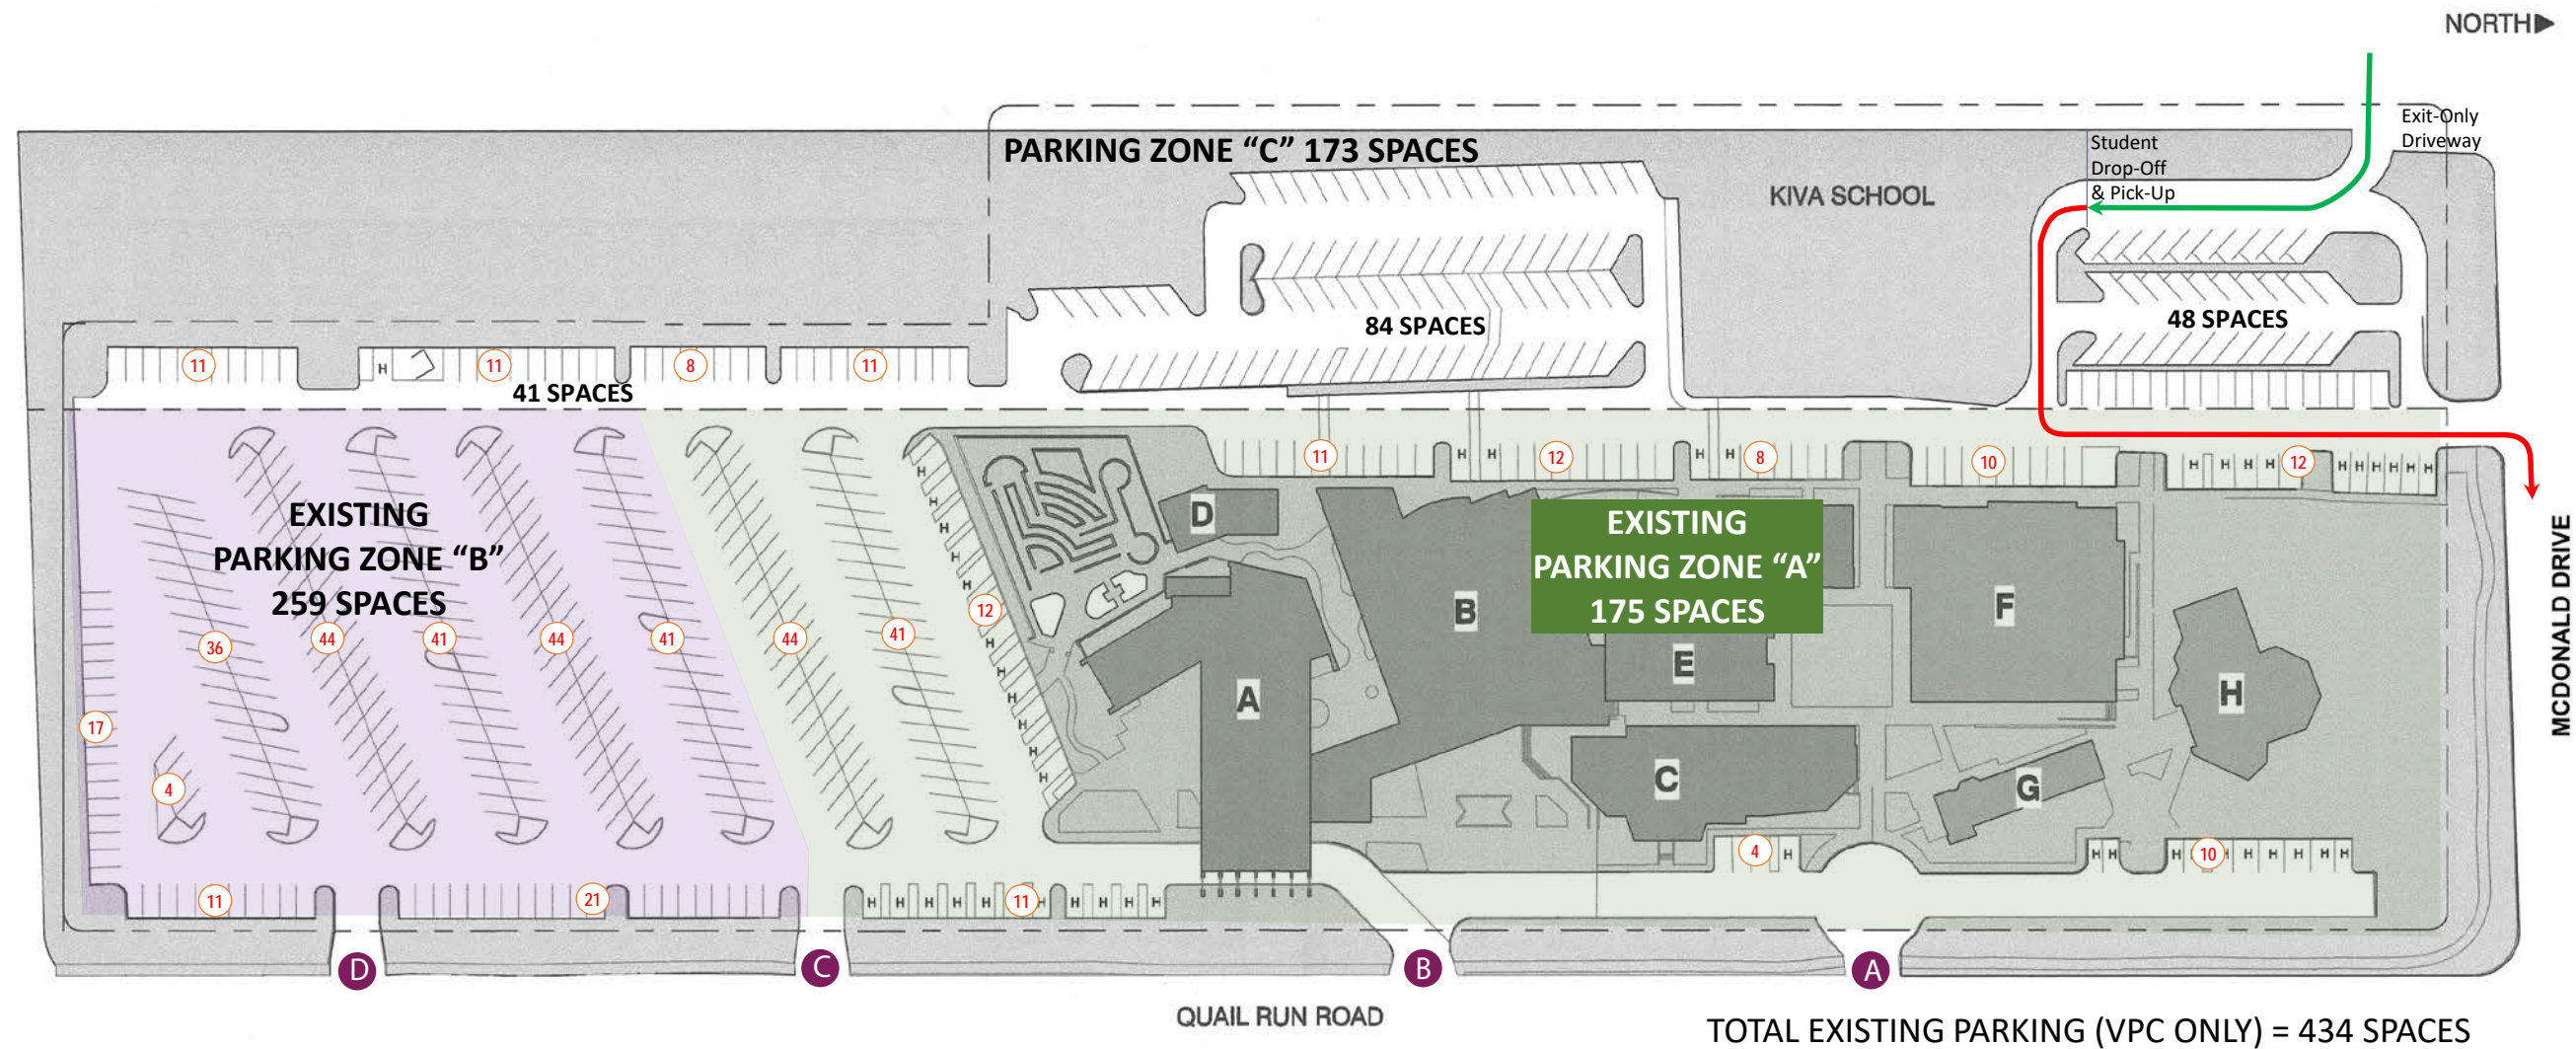 NORTH
Exit-Only
Driveway
PARKING ZONE “C” 173 SPACES
Student
Drop-Off
& Pick-Up
KIVA SCHOOL
84 SPACES
48 SPACES
11
H
11
8
11
41 SPACES
11
H H 12
H H 8
10
H H H H 12 H H H H H H
H
H
H
H
H
12
H
H
H
H
H
H
EXISTING
PARKING ZONE “B”
259 SPACES
D
EXISTING
PARKING ZONE “A”
175 SPACES
MCDONALD DRIVE
36
44
41
44
41
44
41
B
F
E
A
H
17
4
C
G
4 H
H H
H H 10 H H H H H
11
21
H H H H H H 11 H
H H H H
D
C
B
A
QUAIL RUN ROAD
TOTAL EXISTING PARKING (VPC ONLY) = 434 SPACES